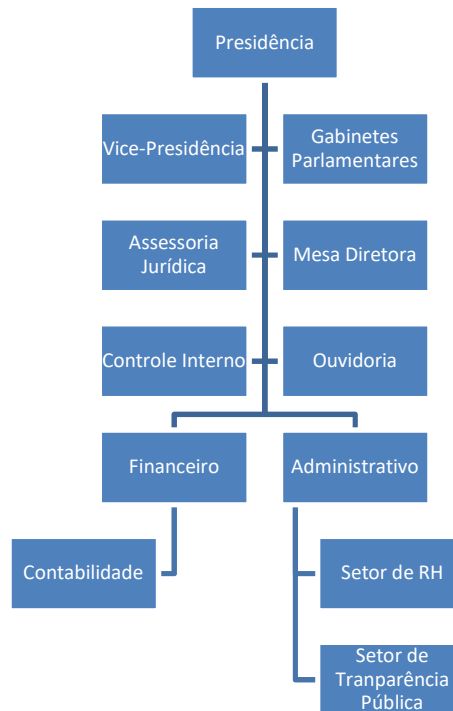 Presidência
Vice-Presidência
Gabinetes
Parlamentares
Assessoria
Jurídica
Mesa Diretora
Controle Interno
Ouvidoria
Financeiro
Administrativo
Contabilidade
Setor de RH
Setor de
Tranparência
Pública